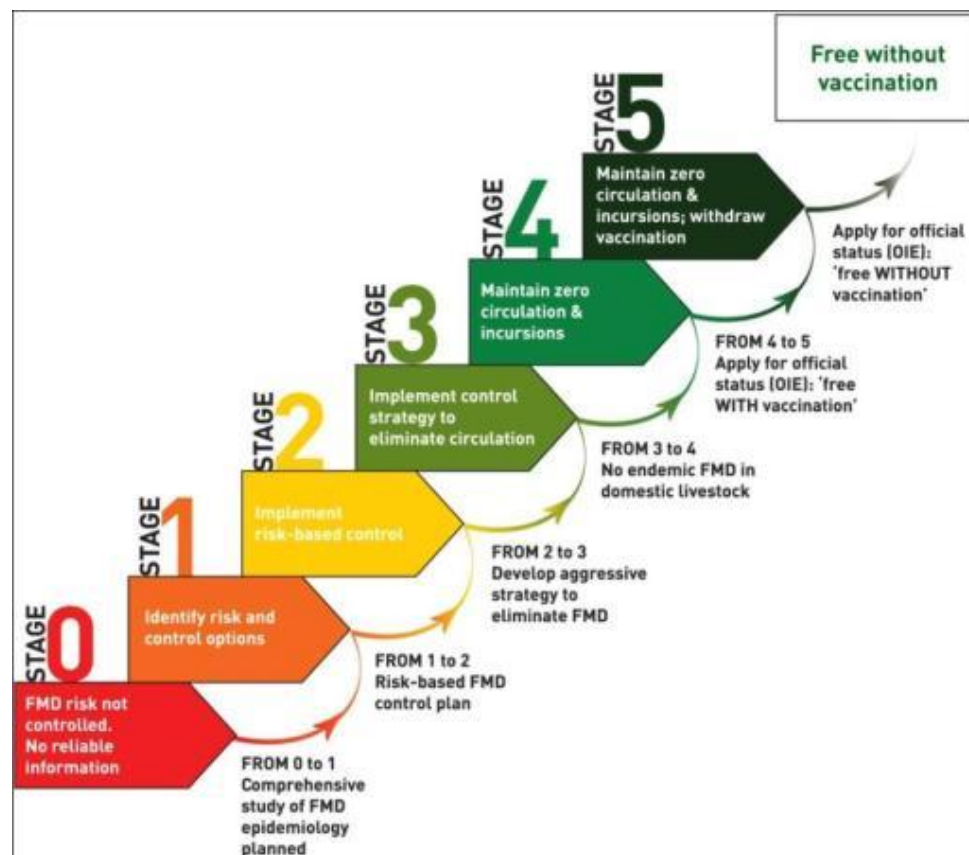 Free without
vaccination
STAGE 5
Maintain zero
circulation &
incursions; withdraw
vaccination
Apply for official
status (OIE):
'free WITHOUT
vaccination'
STAGE 4
Maintain zero
circulation &
incursions
FROM 4 to 5
Apply for official
status (OIE): 'free
WITH vaccination'
STAGE 3
Implement control
strategy to
eliminate circulation
FROM 3 to 4
No endemic FMD in
domestic livestock
STAGE 2
Implement
risk-based control
FROM 2 to 3
Develop aggressive
strategy to
eliminate FMD
STAGE 1
Identify risk and
control options
FROM 1 to 2
Risk-based FMD
control plan
STAGE 0
FMD risk not
controlled.
No reliable
information
FROM 0 to 1
Comprehensive
study of FMD
epidemiology
planned